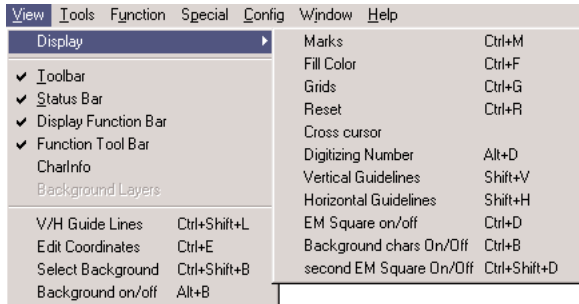 View Tools Function Special Config Window Help
Display
Toolbar
Status Bar
Display Function Bar
Function Tool Bar
CharInfo
Background Layers
V/H Guide Lines Ctrl+Shift+L
Edit Coordinates Ctrl+E
Select Background Ctrl+Shift+B
Background on/off Alt+B
Marks Ctrl+M
Fill Color Ctrl+F
Grids Ctrl+G
Reset Ctrl+R
Cross cursor
Digitizing Number Alt+D
Vertical Guidelines Shift+V
Horizontal Guidelines Shift+H
EM Square on/off Ctrl+D
Background chars On/Off Ctrl+B
second EM Square On/Off Ctrl+Shift+D